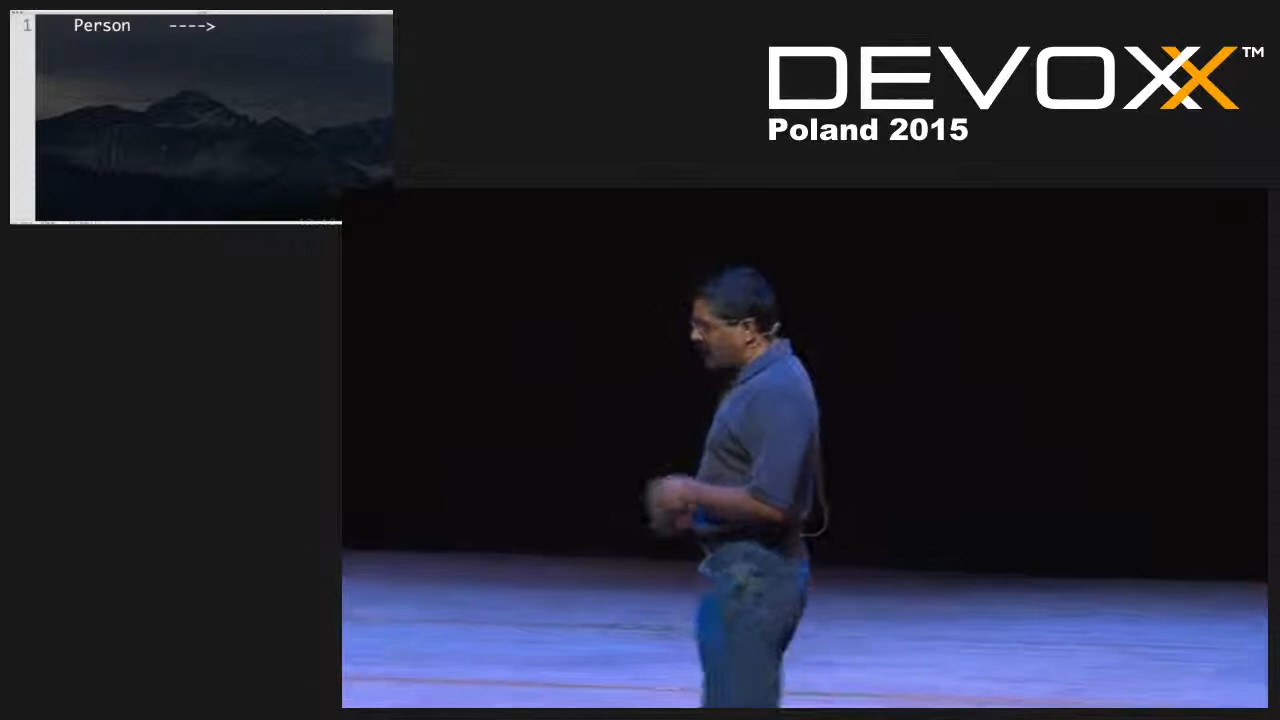 1 Person ---->
DEVOXX™
Poland 2015